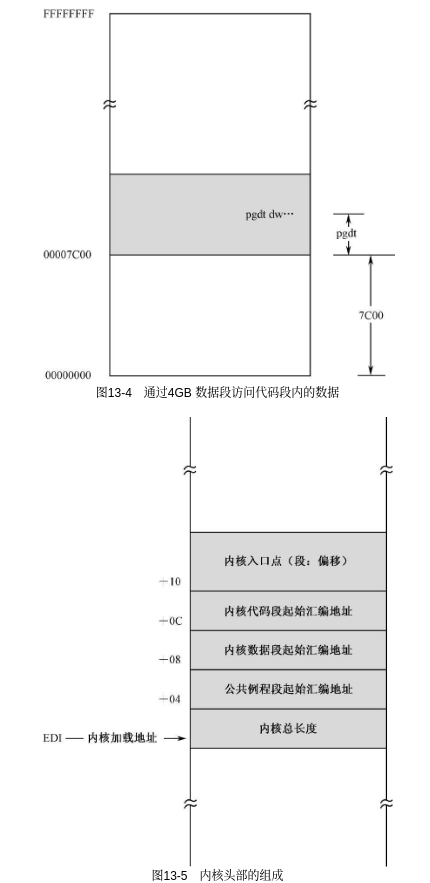 FFFFFFFF
pgdt dw…
pgdt
00007C00
7C00
00000000
图13-4 通过4GB 数据段访问代码段内的数据
内核入口点（段：偏移）
+10
内核代码段起始汇编地址
+0C
内核数据段起始汇编地址
+08
公共例程段起始汇编地址
+04
内核总长度
EDI — 内核加载地址
图13-5 内核头部的组成